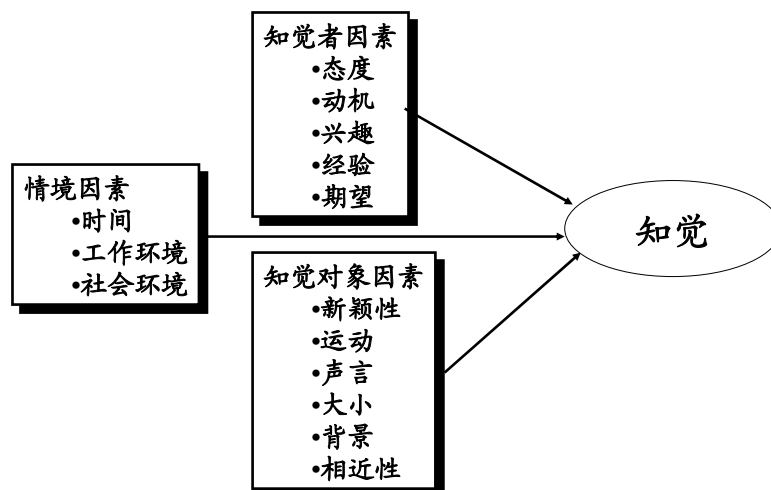 知觉者因素
•态度
•动机
•兴趣
•经验
•期望
情境因素
•时间
•工作环境
•社会环境
知觉对象因素
•新颖性
•运动
•声言
•大小
•背景
•相近性
知觉